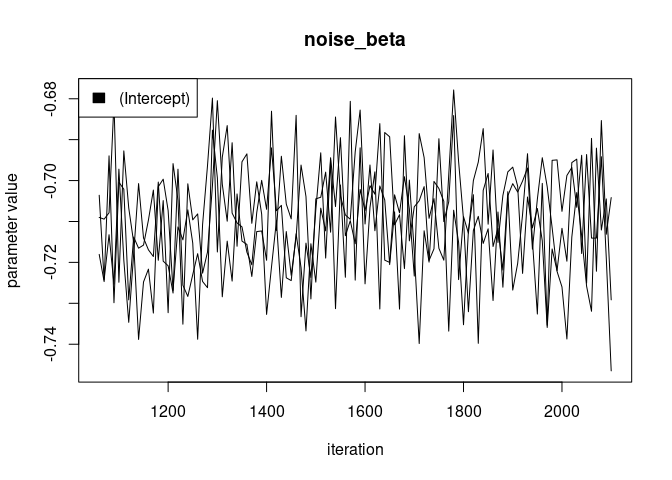 noise_beta
(Intercept)
-0.68
-0.70
-0.72
-0.74
parameter value
1200 1400 1600 1800 2000
iteration